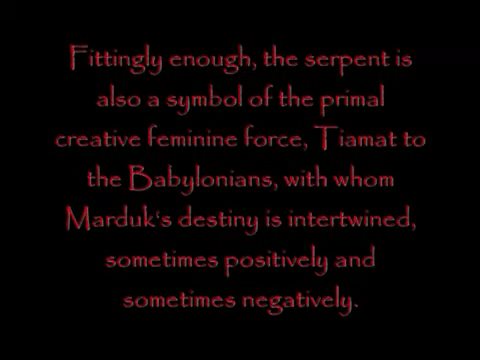 Fittingly enough, the serpent is
also a symbol of the primal
creative feminine force, Tiamat to
the Babylonians, with whom
Marduk's destiny is intertwined,
sometimes positively and
sometimes negatively.